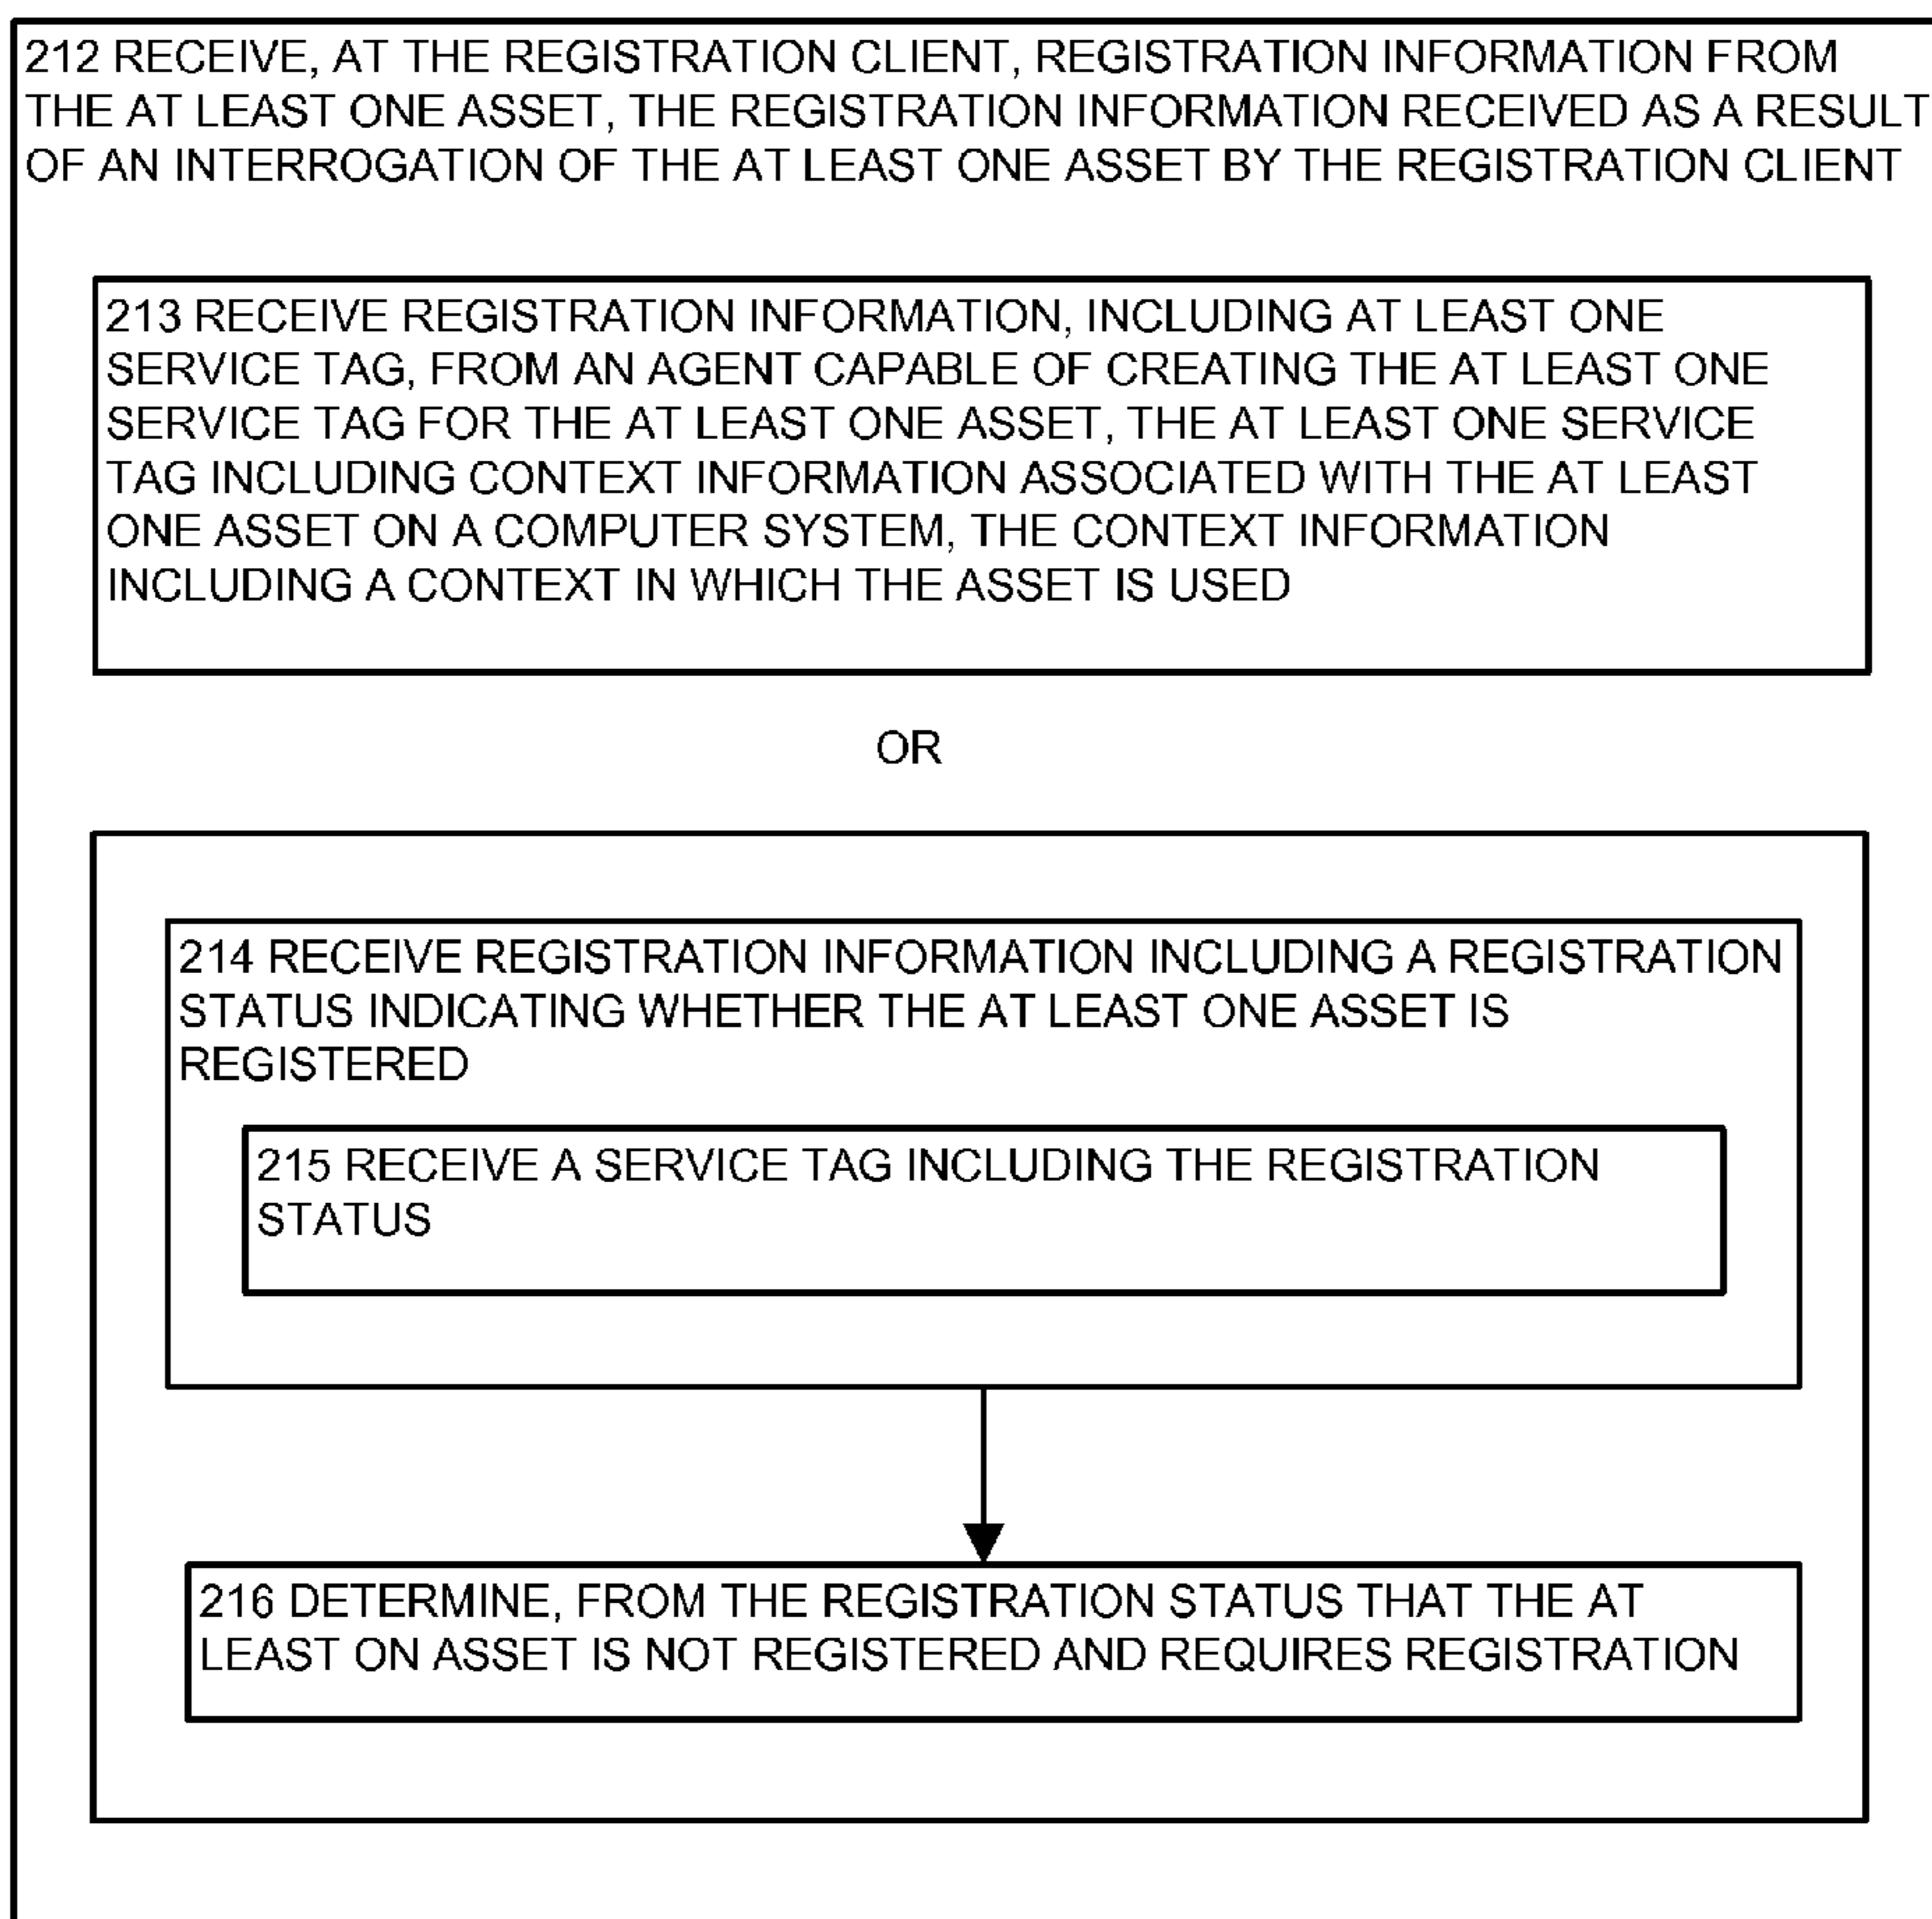 212 RECEIVE, AT THE REGISTRATION CLIENT, REGISTRATION INFORMATION FROM
THE AT LEAST ONE ASSET, THE REGISTRATION INFORMATION RECEIVED AS A RESULT
OF AN INTERROGATION OF THE AT LEAST ONE ASSET BY THE REGISTRATION CLIENT
213 RECEIVE REGISTRATION INFORMATION, INCLUDING AT LEAST ONE
SERVICE TAG, FROM AN AGENT CAPABLE OF CREATING THE AT LEAST ONE
SERVICE TAG FOR THE AT LEAST ONE ASSET, THE AT LEAST ONE SERVICE
TAG INCLUDING CONTEXT INFORMATION ASSOCIATED WITH THE AT LEAST
ONE ASSET ON A COMPUTER SYSTEM, THE CONTEXT INFORMATION
INCLUDING A CONTEXT IN WHICH THE ASSET IS USED
OR
214 RECEIVE REGISTRATION INFORMATION INCLUDING A REGISTRATION
STATUS INDICATING WHETHER THE AT LEAST ONE ASSET IS
REGISTERED
215 RECEIVE A SERVICE TAG INCLUDING THE REGISTRATION
STATUS
216 DETERMINE, FROM THE REGISTRATION STATUS THAT THE AT
LEAST ON ASSET IS NOT REGISTERED AND REQUIRES REGISTRATION